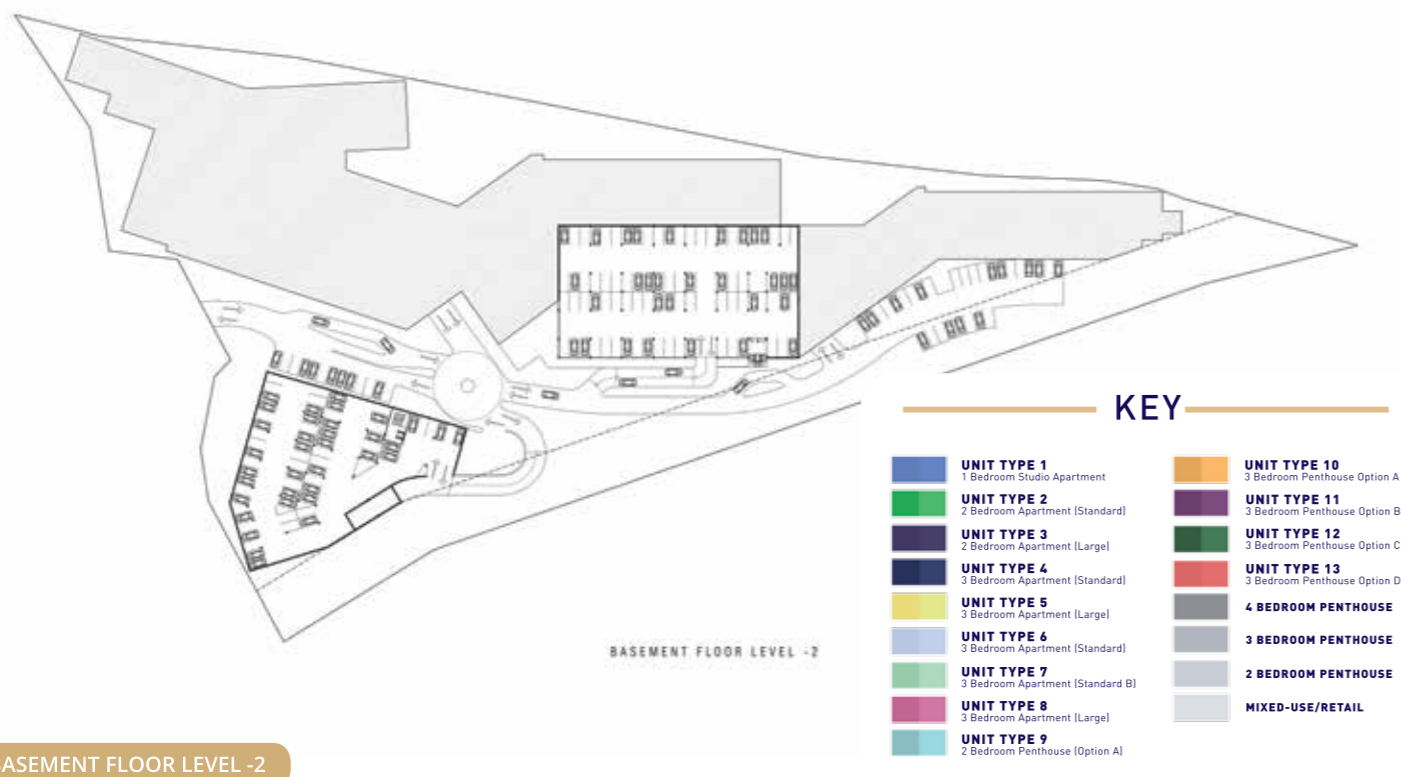 KEY
UNIT TYPE 1
1 Bedroom Studio Apartment
UNIT TYPE 2
2 Bedroom Apartment (Standard)
UNIT TYPE 3
2 Bedroom Apartment (Large)
UNIT TYPE 4
3 Bedroom Apartment (Standard)
UNIT TYPE 5
3 Bedroom Apartment (Large)
UNIT TYPE 6
3 Bedroom Apartment (Standard)
UNIT TYPE 7
3 Bedroom Apartment (Standard B)
UNIT TYPE 8
3 Bedroom Apartment (Large)
UNIT TYPE 9
2 Bedroom Penthouse (Option A)
UNIT TYPE 10
3 Bedroom Penthouse Option A
UNIT TYPE 11
3 Bedroom Penthouse Option B
UNIT TYPE 12
3 Bedroom Penthouse Option C
UNIT TYPE 13
3 Bedroom Penthouse Option D
4 BEDROOM PENTHOUSE
3 BEDROOM PENTHOUSE
2 BEDROOM PENTHOUSE
MIXED-USE/RETAIL
BASEMENT FLOOR LEVEL -2
BASEMENT FLOOR LEVEL -2